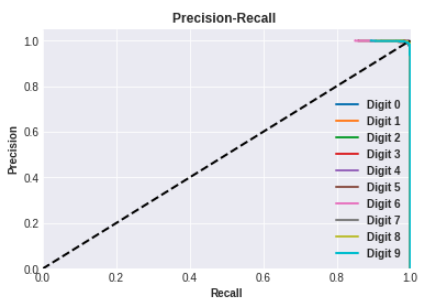 Precision-Recall
1.0
0.8
0.6
0.4
0.2
0.0
Precision
0.0 0.2 0.4 0.6 0.8 1.0
Recall
Digit 0
Digit 1
Digit 2
Digit 3
Digit 4
Digit 5
Digit 6
Digit 7
Digit 8
Digit 9